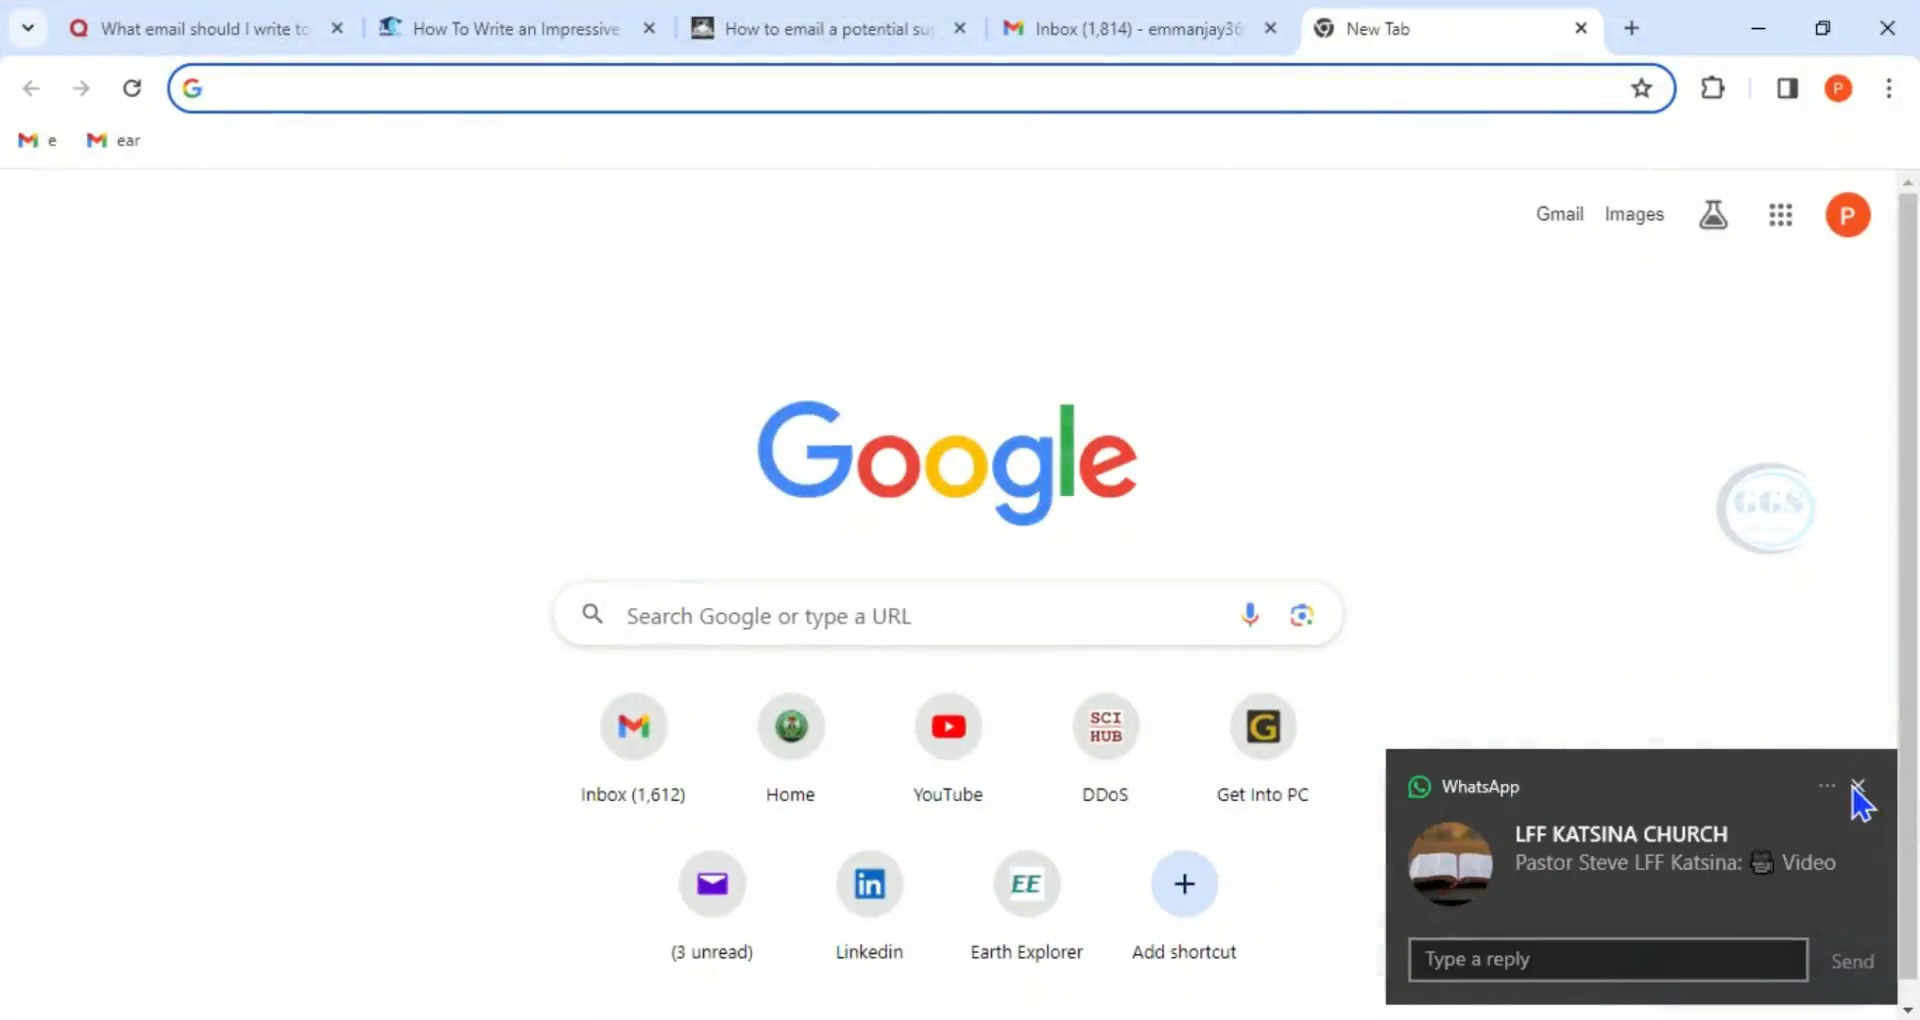 What email should I write to
How To Write an Impressive
How to email a potential sup
Inbox (1,814) - emmanjay36
New Tab
e
ear
P
Gmail
Images
P
Google
GGS
Search Google or type a URL
SCI
HUB
G
Inbox (1,612)
Home
YouTube
DDoS
Get Into PC
in
EE
(3 unread)
Linkedin
Earth Explorer
Add shortcut
WhatsApp
LFF KATSINA CHURCH
Pastor Steve LFF Katsina: Video
Type a reply
Send